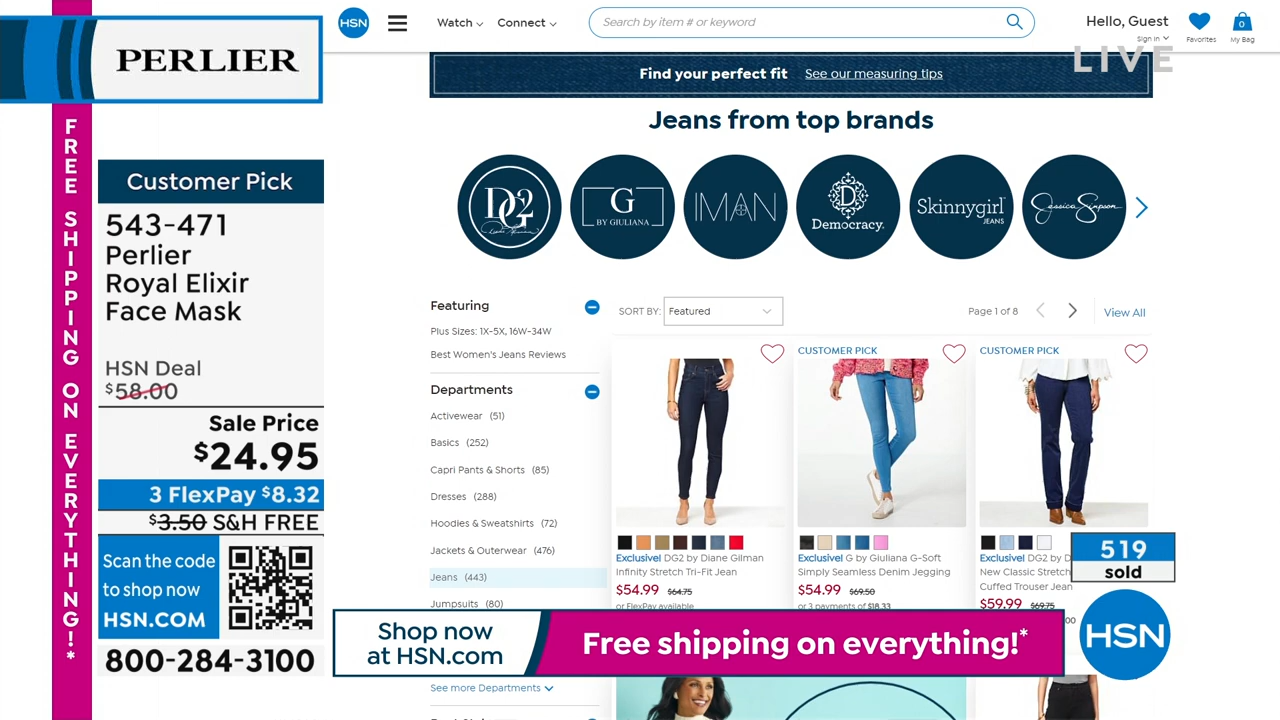 PERLIER
FREE SHIPPING ON EVERYTHING!*
Customer Pick
543-471
Perlier
Royal Elixir
Face Mask
HSN Deal
$58.00
Sale Price
$24.95
3 FlexPay $8.32
$3.50 S&H FREE
Scan the code
to shop now
HSN.COM
800-284-3100
HSN
Watch
Connect
Search by item # or keyword
Hello, Guest
Sign In
Favorites
0
My Bag
LIVE
Find your perfect fit See our measuring tips
Jeans from top brands
DG2
G
BY GIULIANA
IMAN
D
Democracy.
Skinnygirl
JEANS
Jessica Simpson
Featuring
Plus Sizes: 1X-5X, 16W-34W
Best Women's Jeans Reviews
Departments
Activewear (51)
Basics (252)
Capri Pants & Shorts (85)
Dresses (288)
Hoodies & Sweatshirts (72)
Jackets & Outerwear (476)
Jeans (443)
Jumpsuits (80)
See more Departments
SORT BY: Featured
Page 1 of 8
View All
Exclusive! DG2 by Diane Gilman
Infinity Stretch Tri-Fit Jean
$54.99 $64.75
or FlexPay available
CUSTOMER PICK
Exclusive! G by Giuliana G-Soft
Simply Seamless Denim Jegging
$54.99 $69.50
or 3 payments of $18.33
CUSTOMER PICK
Exclusive! DG2 by D
New Classic Stretch
Cuffed Trouser Jean
$59.99 $69.75
519
sold
Shop now
at HSN.com
Free shipping on everything!*
HSN